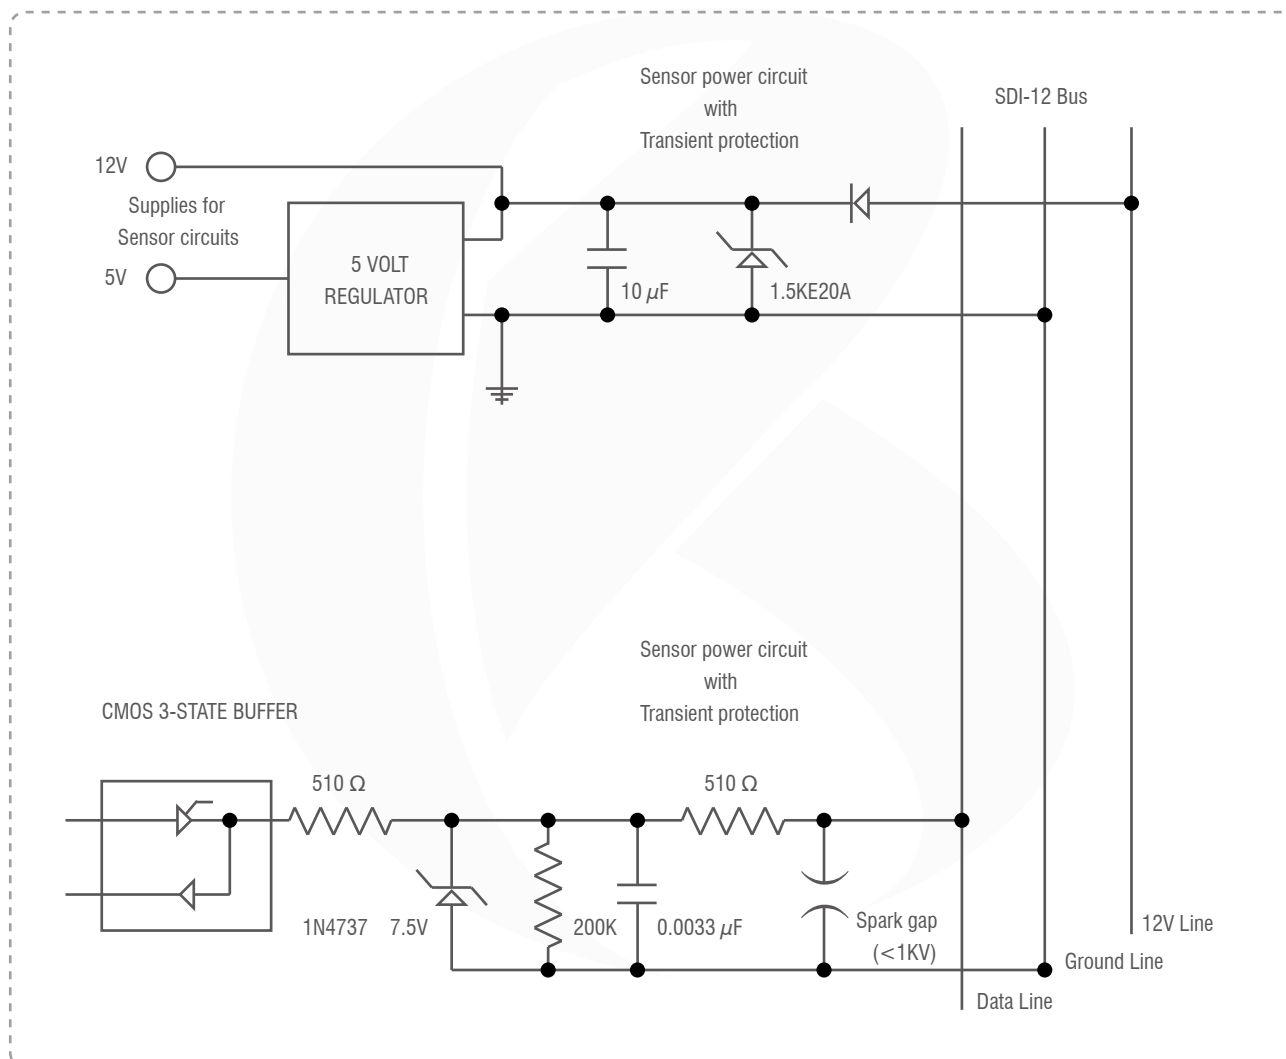 Sensor power circuit
with
Transient protection
SDI-12 Bus
12V
Supplies for
Sensor circuits
5V
5 VOLT
REGULATOR
10 µF
1.5KE20A
Sensor power circuit
with
Transient protection
CMOS 3-STATE BUFFER
510 Ω
510 Ω
1N4737 7.5V
200K
0.0033 µF
Spark gap
(<1KV)
12V Line
Ground Line
Data Line